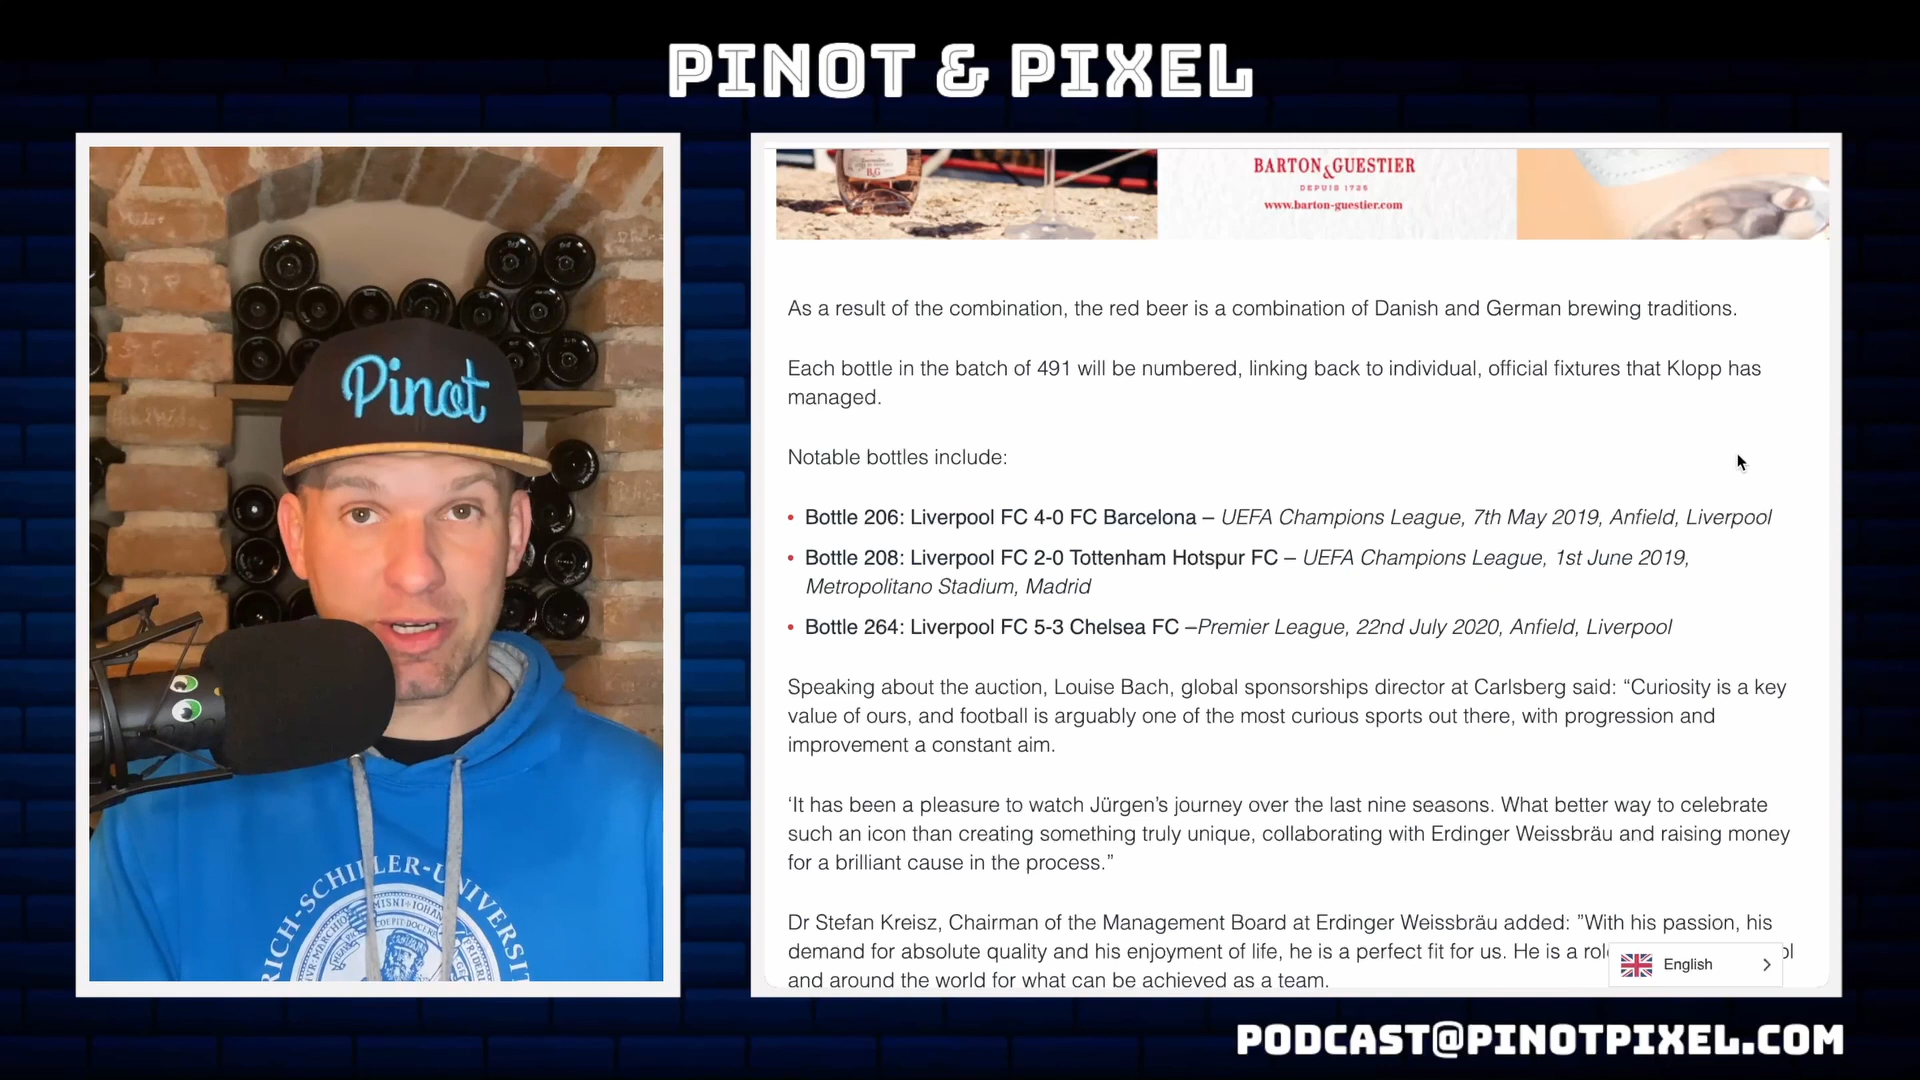 PINOT & PIXEL
Pinot
RICH-SCHILLER-UNIVERSIT
B&G
BARTON & GUESTIER
DEPUIS 1725
www.barton-guestier.com
As a result of the combination, the red beer is a combination of Danish and German brewing traditions.
Each bottle in the batch of 491 will be numbered, linking back to individual, official fixtures that Klopp has
managed.
Notable bottles include:
• Bottle 206: Liverpool FC 4-0 FC Barcelona – UEFA Champions League, 7th May 2019, Anfield, Liverpool
• Bottle 208: Liverpool FC 2-0 Tottenham Hotspur FC – UEFA Champions League, 1st June 2019,
Metropolitano Stadium, Madrid
• Bottle 264: Liverpool FC 5-3 Chelsea FC –Premier League, 22nd July 2020, Anfield, Liverpool
Speaking about the auction, Louise Bach, global sponsorships director at Carlsberg said: “Curiosity is a key
value of ours, and football is arguably one of the most curious sports out there, with progression and
improvement a constant aim.
‘It has been a pleasure to watch Jürgen’s journey over the last nine seasons. What better way to celebrate
such an icon than creating something truly unique, collaborating with Erdinger Weissbräu and raising money
for a brilliant cause in the process.”
Dr Stefan Kreisz, Chairman of the Management Board at Erdinger Weissbräu added: ”With his passion, his
demand for absolute quality and his enjoyment of life, he is a perfect fit for us. He is a rol
and around the world for what can be achieved as a team.
English
PODCAST@PINOTPIXEL.COM